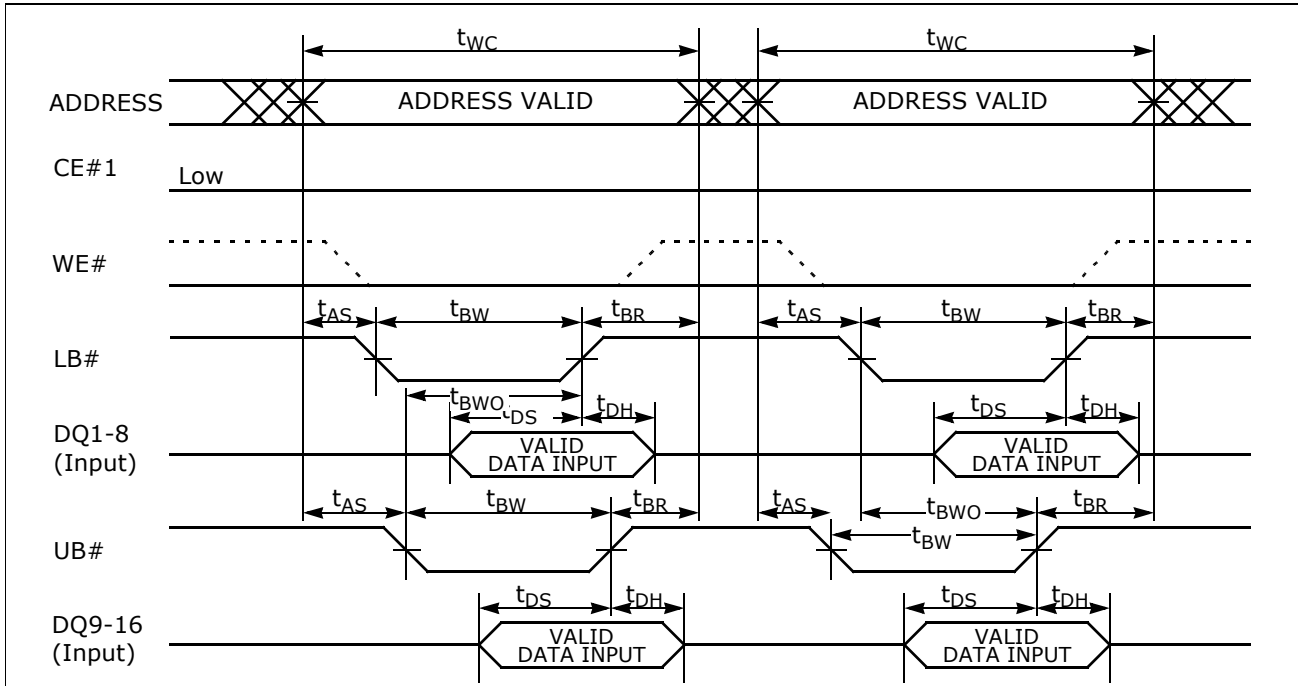 tWC tWC
ADDRESS ADDRESS VALID ADDRESS VALID
CE#1 Low
WE#
tAS tBW tBR tAS tBW tBR
LB#
tBWO
tDS tDH tDS tDH
DQ1-8 (Input)
VALID DATA INPUT VALID DATA INPUT
tAS tBW tBR tAS tBWO tBR
UB# tBW
tDS tDH tDS tDH
DQ9-16 (Input)
VALID DATA INPUT VALID DATA INPUT